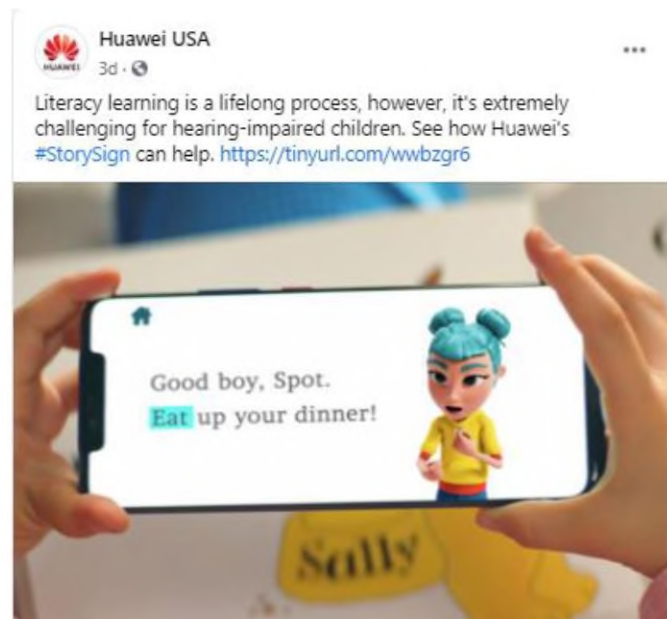 Huawei USA
HUAWEI
3d ·
Literacy learning is a lifelong process, however, it's extremely
challenging for hearing-impaired children. See how Huawei's
#StorySign can help. https://tinyurl.com/wwbzgr6
Good boy, Spot.
Eat up your dinner!
Sally